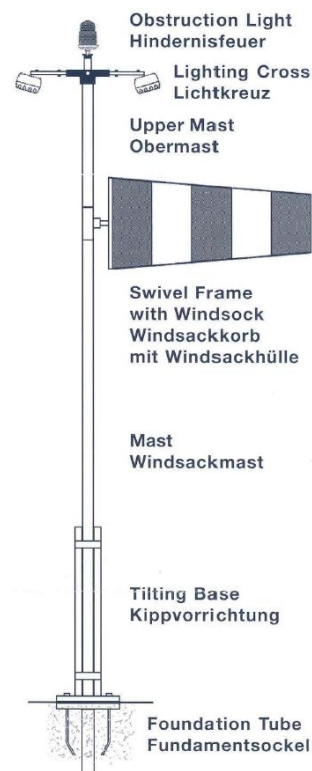 Obstruction Light
Hindernisfeuer
Lighting Cross
Lichtkreuz
Upper Mast
Obermast
Swivel Frame
with Windsock
Windsackkorb
mit Windsackhülle
Mast
Windsackmast
Tilting Base
Kippvorrichtung
Foundation Tube
Fundamentsockel